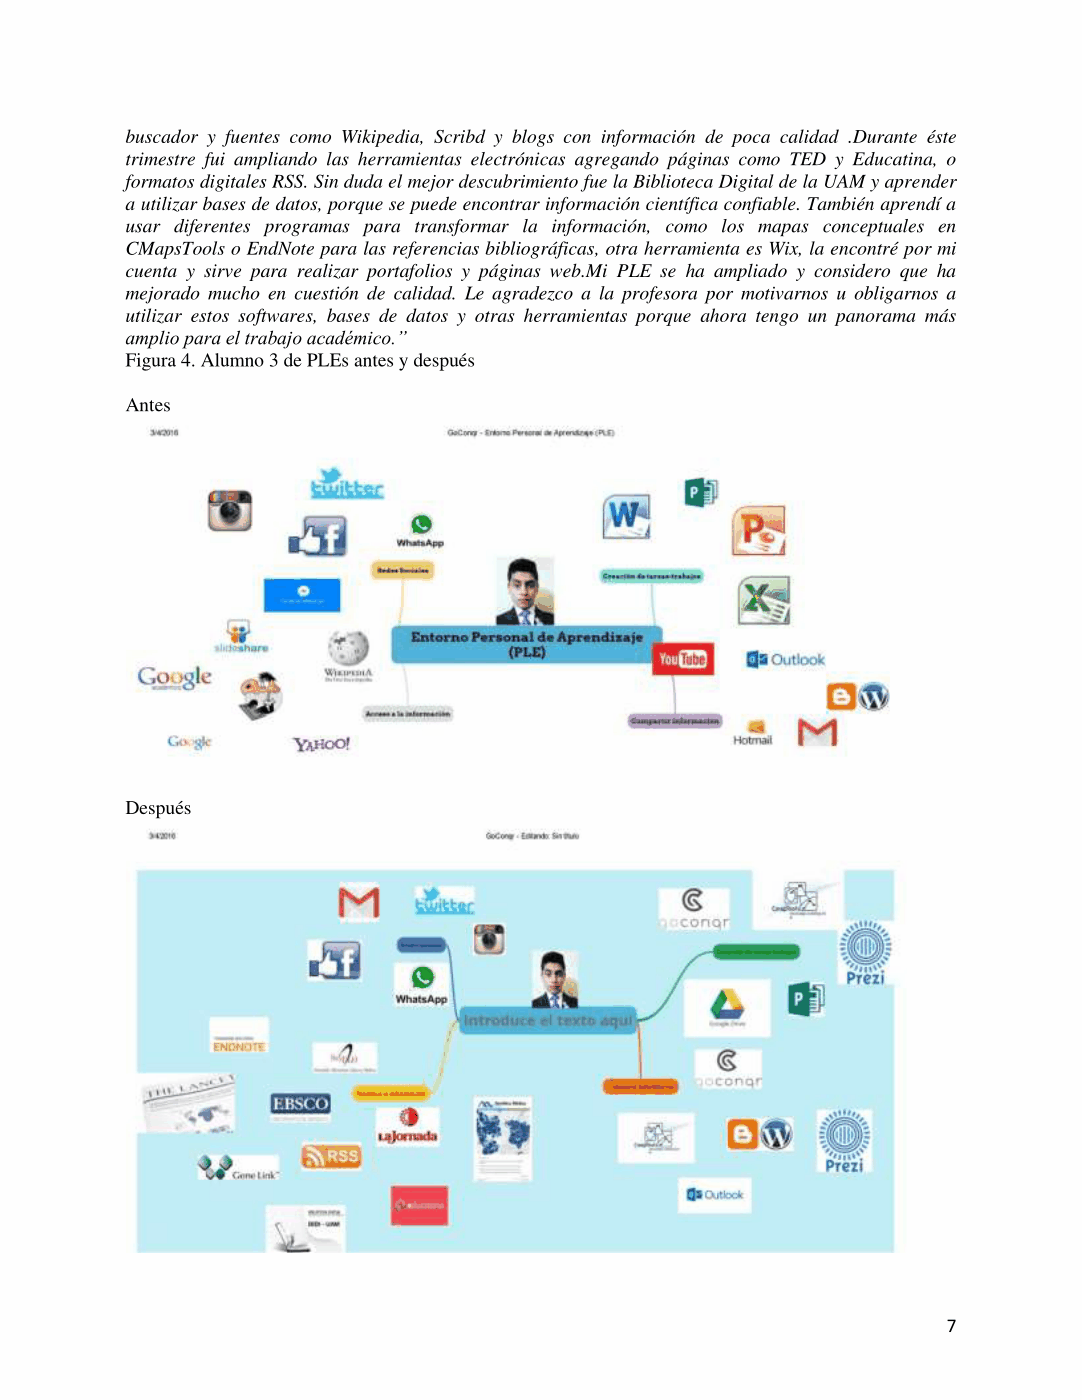 buscador y fuentes como Wikipedia, Scribd y blogs con información de poca calidad .Durante éste
trimestre fui ampliando las herramientas electrónicas agregando páginas como TED y Educatina, o
formatos digitales RSS. Sin duda el mejor descubrimiento fue la Biblioteca Digital de la UAM y aprender
a utilizar bases de datos, porque se puede encontrar información científica confiable. También aprendí a
usar diferentes programas para transformar la información, como los mapas conceptuales en
CMapsTools o EndNote para las referencias bibliográficas, otra herramienta es Wix, la encontré por mi
cuenta y sirve para realizar portafolios y páginas web.Mi PLE se ha ampliado y considero que ha
mejorado mucho en cuestión de calidad. Le agradezco a la profesora por motivarnos u obligarnos a
utilizar estos softwares, bases de datos y otras herramientas porque ahora tengo un panorama más
amplio para el trabajo académico.”
Figura 4. Alumno 3 de PLEs antes y después
Antes
3/4/2016
GoConqr - Entorno Personal de Aprendizaje (PLE)
twitter
WhatsApp
Redes Sociales
Creación de tareas-trabajos
Entorno Personal de Aprendizaje
(PLE)
slideshare
WIKIPEDIA
YouTube
Outlook
Google
académico
Acceso a la información
Compartir información
Google
YAHOO!
Hotmail
Después
3/4/2016
GoConqr - Editando: Sin título
twitter
goconqr
Prezi
WhatsApp
Introduce el texto aquí
Google Drive
ENDNOTE
goconqr
THE LANCET
EBSCO
LaJornada
RSS
Prezi
Gene Link
Outlook
BIDI - UAM
7